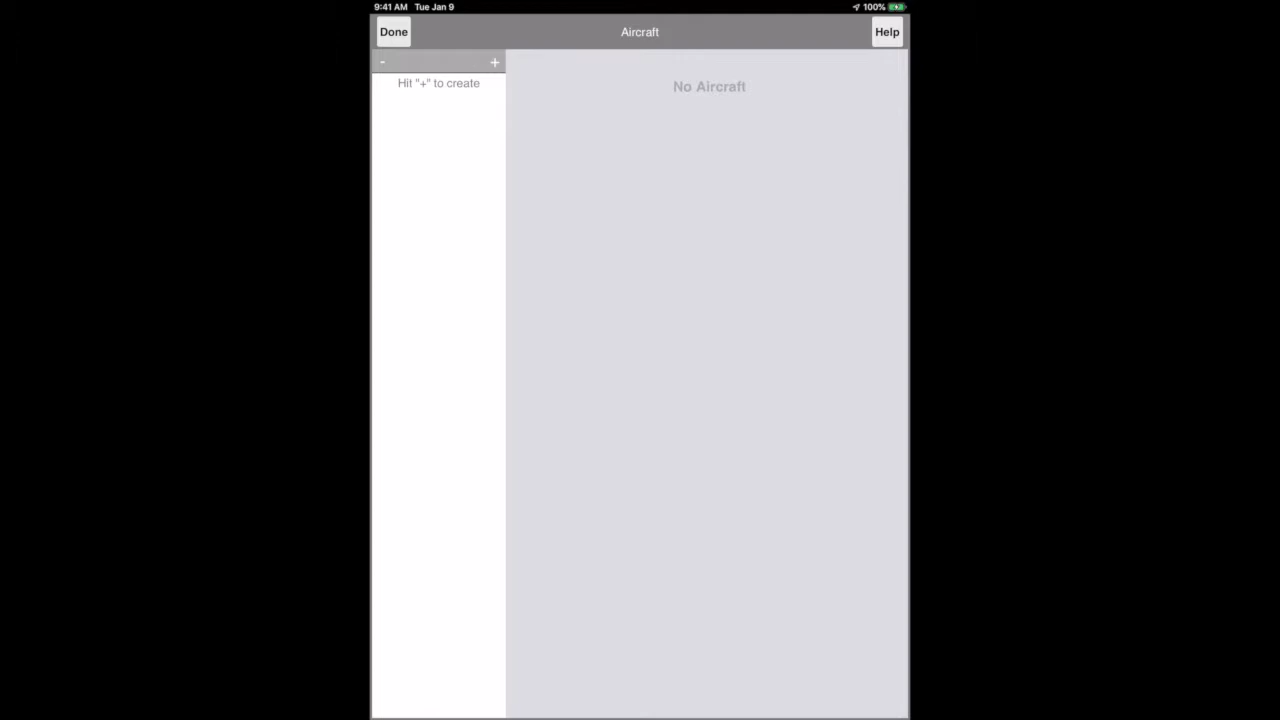 9:41 AM Tue Jan 9 100%
Done Aircraft Help
- +
Hit "+" to create
No Aircraft